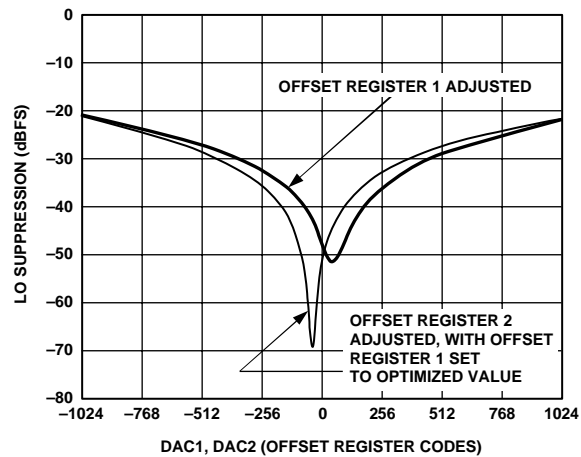 0
–10
–20
–30
–40
–50
–60
–70
–80
LO SUPPRESSION (dBFS)
OFFSET REGISTER 1 ADJUSTED
OFFSET REGISTER 2
ADJUSTED, WITH OFFSET
REGISTER 1 SET
TO OPTIMIZED VALUE
–1024 –768 –512 –256 0 256 512 768 1024
DAC1, DAC2 (OFFSET REGISTER CODES)